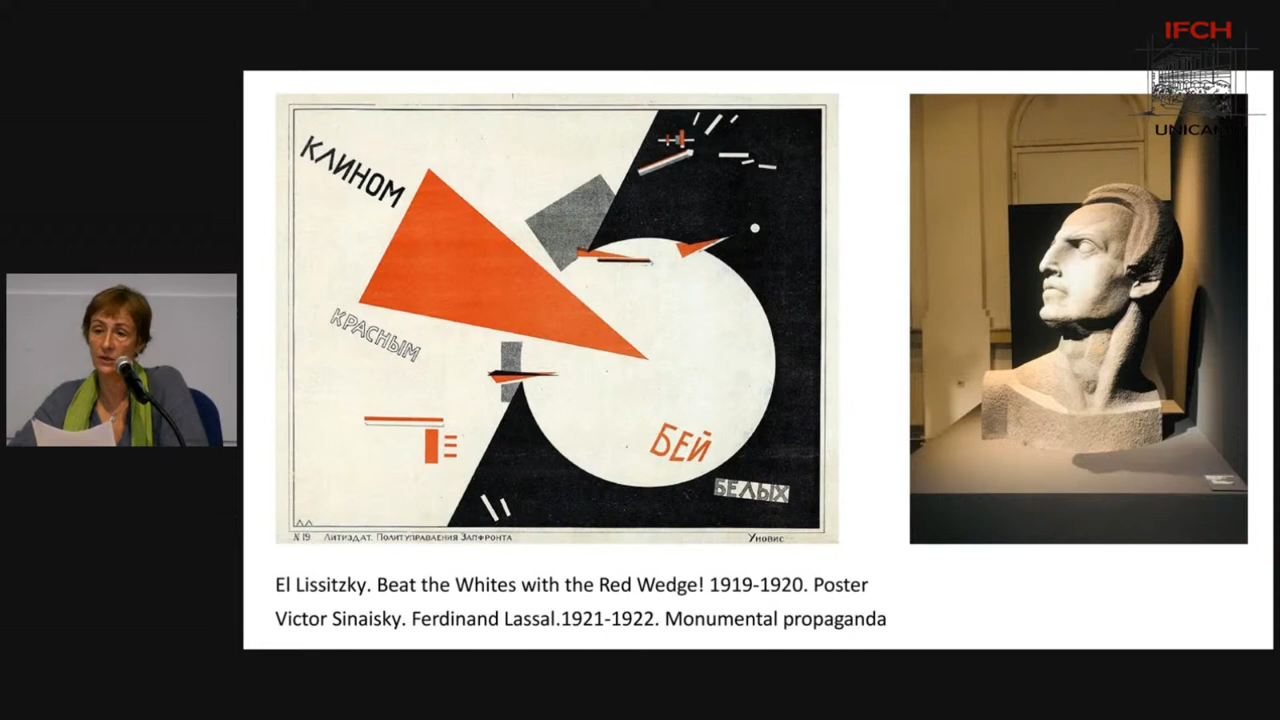 IFCH
UNICAMP
КЛИНОМ
КРАСНЫМ
БЕЙ
БЕЛЫХ
N 19 ЛИТИЗДАТ. ПОЛИТУПРАВЛЕНИЯ ЗАПФРОНТА
УНОВИС
El Lissitzky. Beat the Whites with the Red Wedge! 1919-1920. Poster
Victor Sinaisky. Ferdinand Lassal.1921-1922. Monumental propaganda